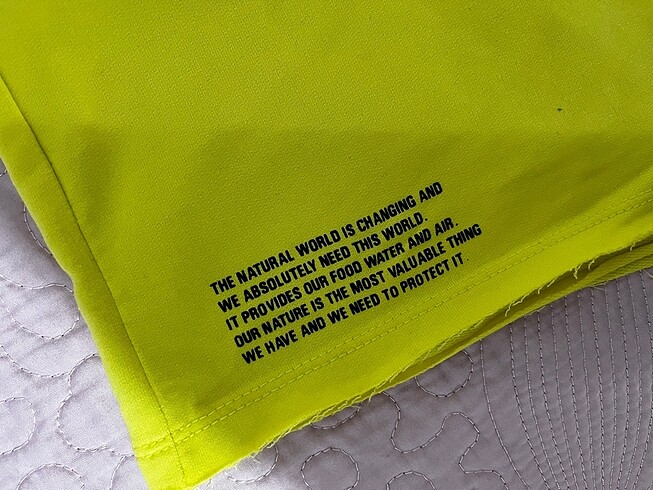 THE NATURAL WORLD IS CHANGING AND
WE ABSOLUTELY NEED THIS WORLD.
IT PROVIDES OUR FOOD WATER AND AIR.
OUR NATURE IS THE MOST VALUABLE THING
WE HAVE AND WE NEED TO PROTECT IT.